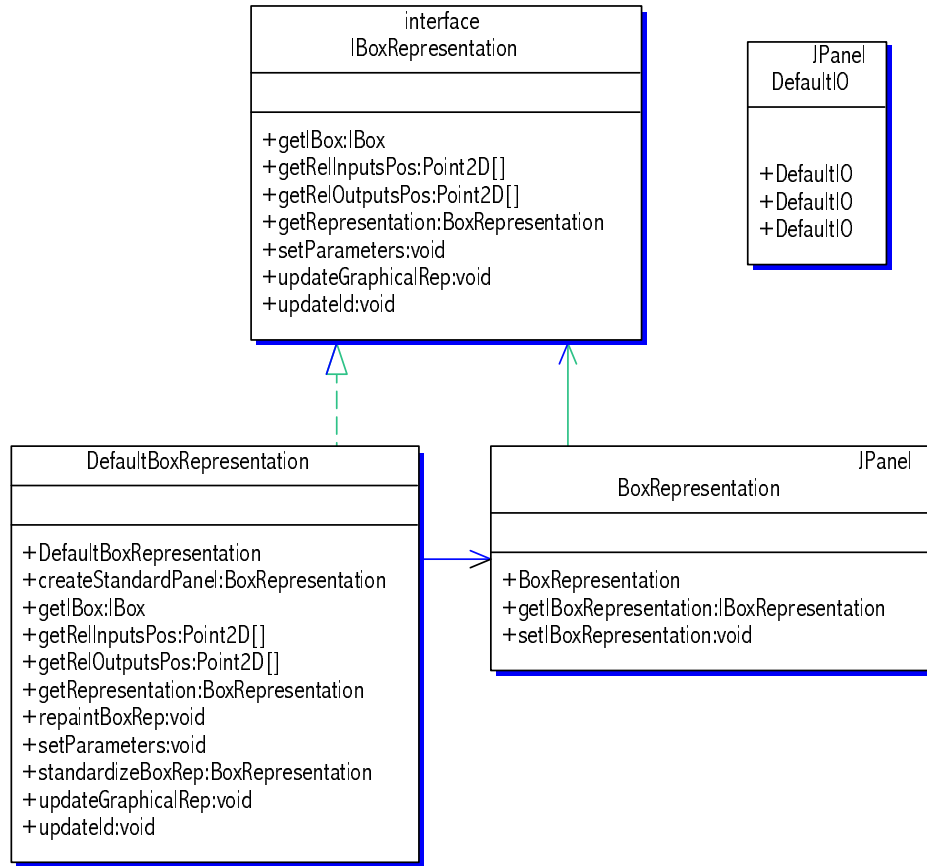 interface
IBoxRepresentation
+getIBox:IBox
+getRelInputsPos:Point2D[]
+getRelOutputsPos:Point2D[]
+getRepresentation:BoxRepresentation
+setParameters:void
+updateGraphicalRep:void
+updateId:void
JPanel
DefaultIO
+DefaultIO
+DefaultIO
+DefaultIO
DefaultBoxRepresentation
+DefaultBoxRepresentation
+createStandardPanel:BoxRepresentation
+getIBox:IBox
+getRelInputsPos:Point2D[]
+getRelOutputsPos:Point2D[]
+getRepresentation:BoxRepresentation
+repaintBoxRep:void
+setParameters:void
+standardizeBoxRep:BoxRepresentation
+updateGraphicalRep:void
+updateId:void
JPanel
BoxRepresentation
+BoxRepresentation
+getIBoxRepresentation:IBoxRepresentation
+setIBoxRepresentation:void